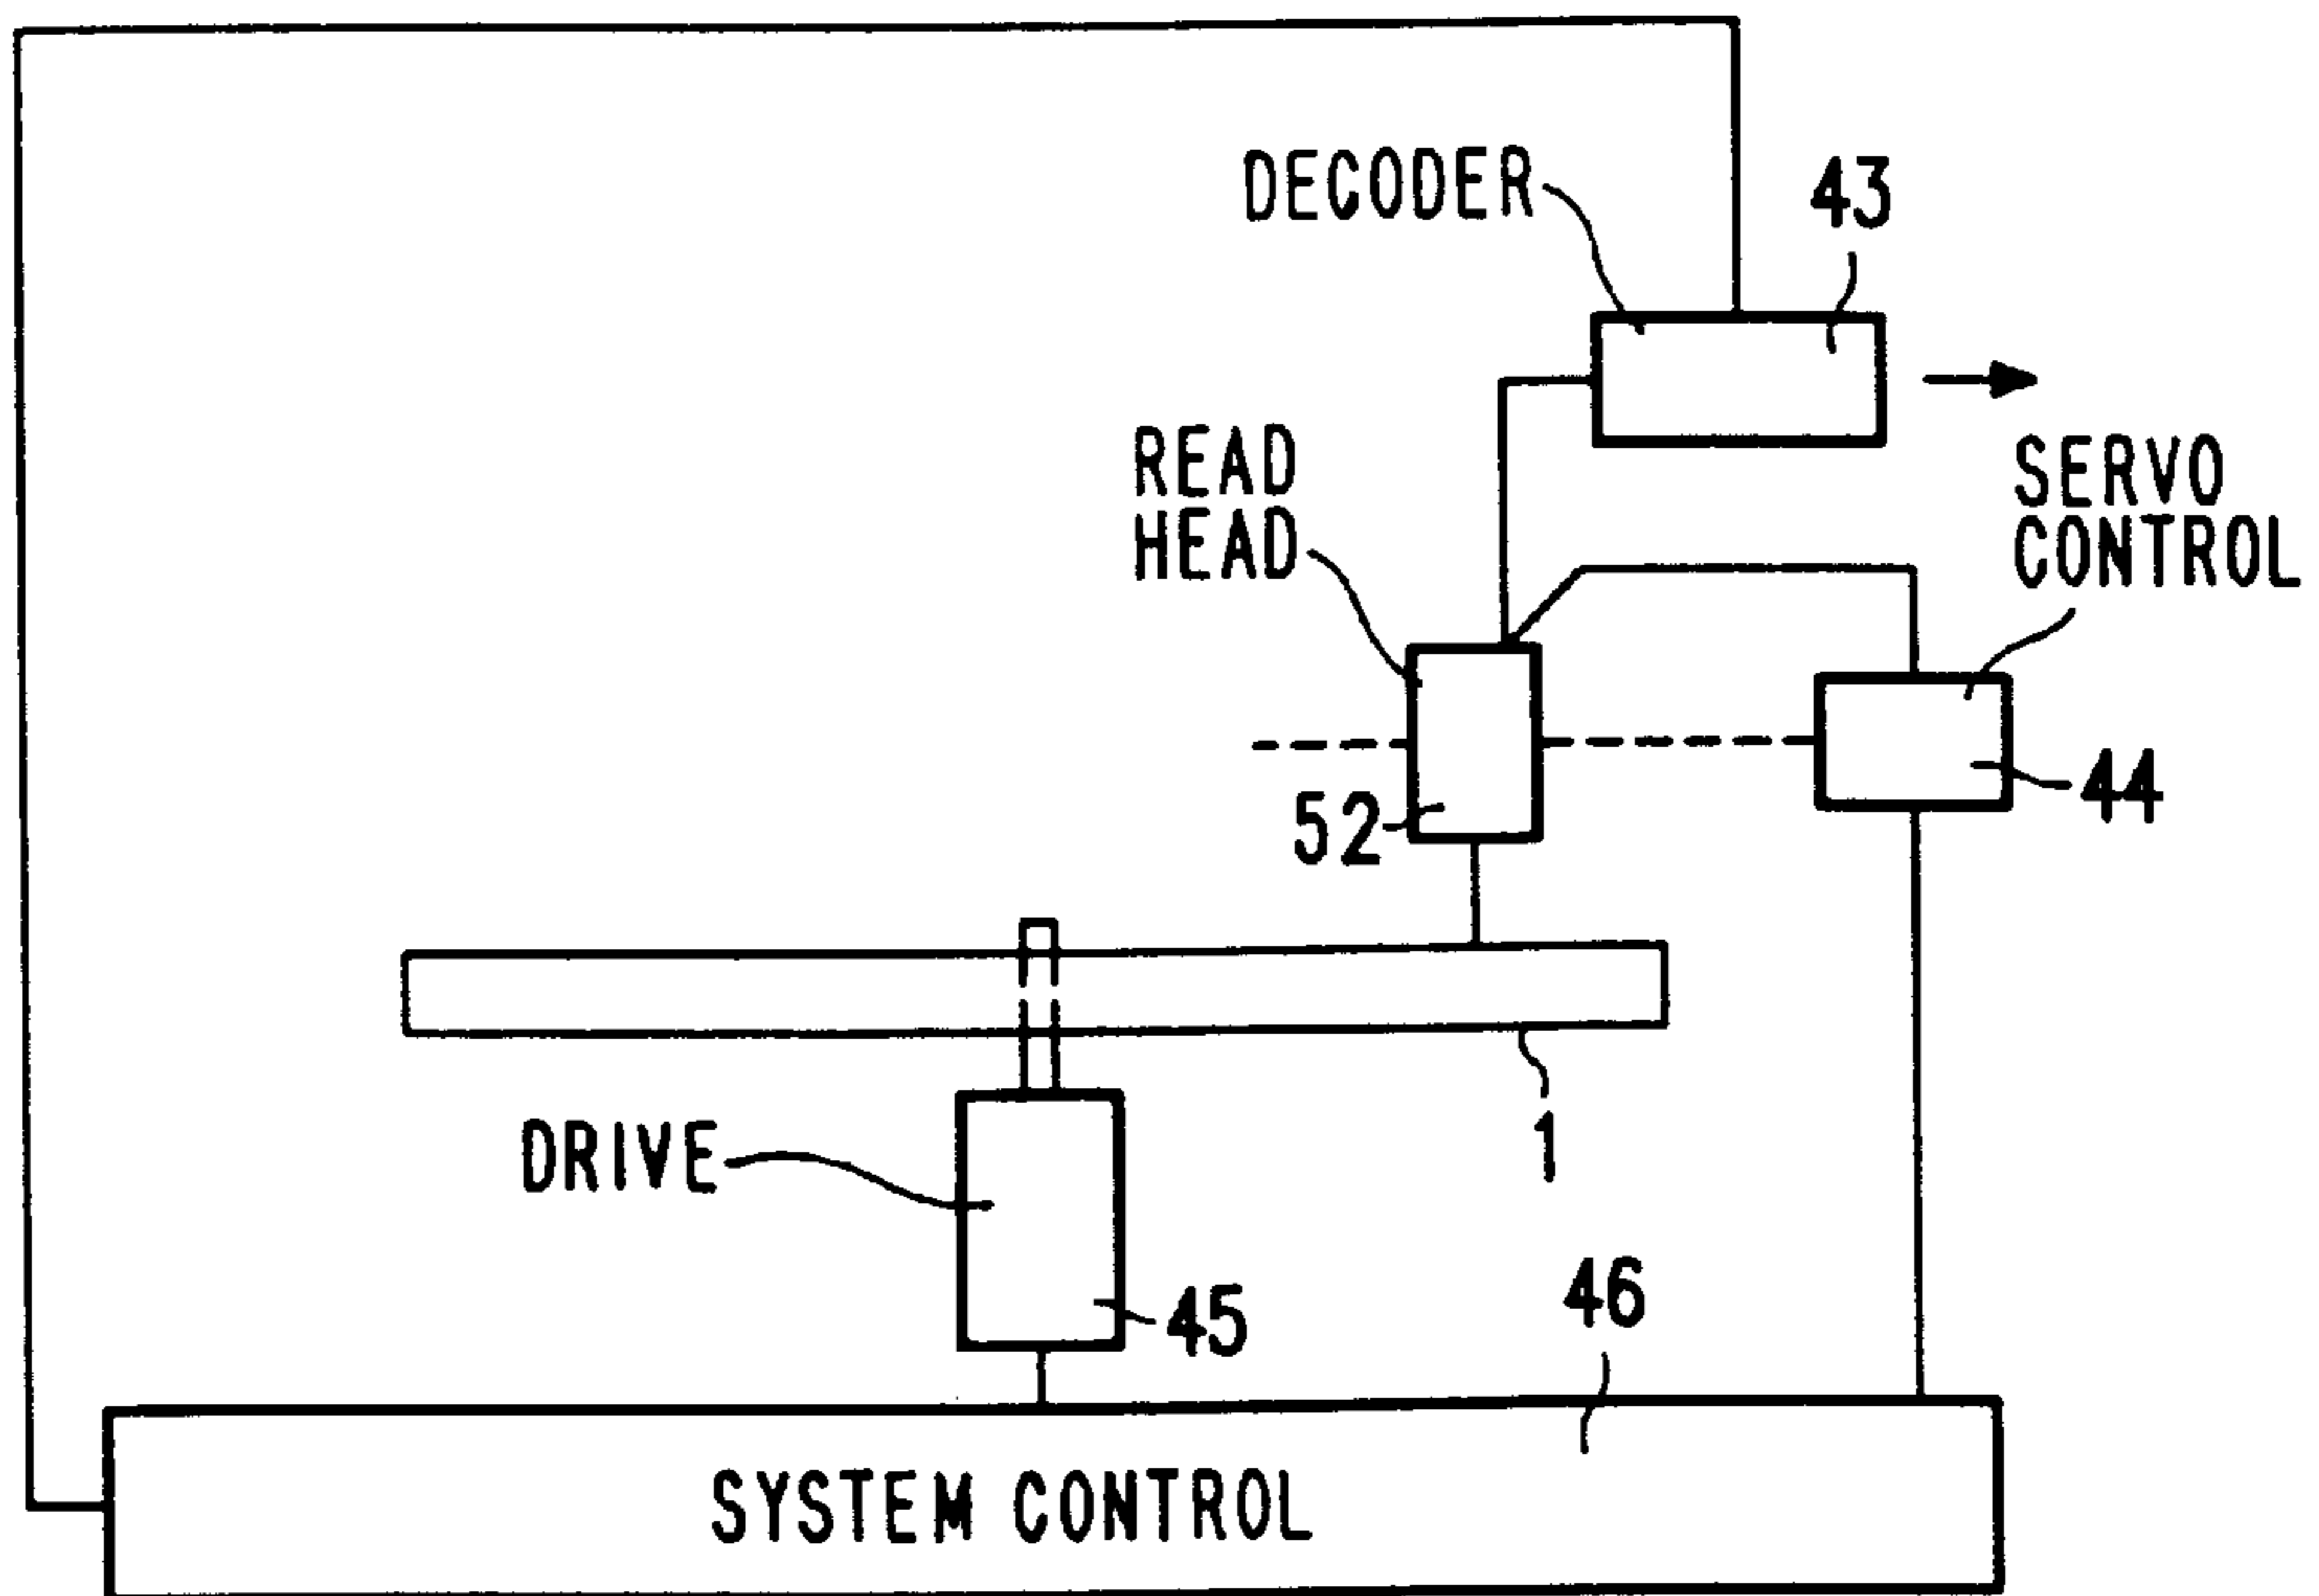 DECODER
43
READ
HEAD
SERVO
CONTROL
52
44
1
DRIVE
45
46
SYSTEM CONTROL